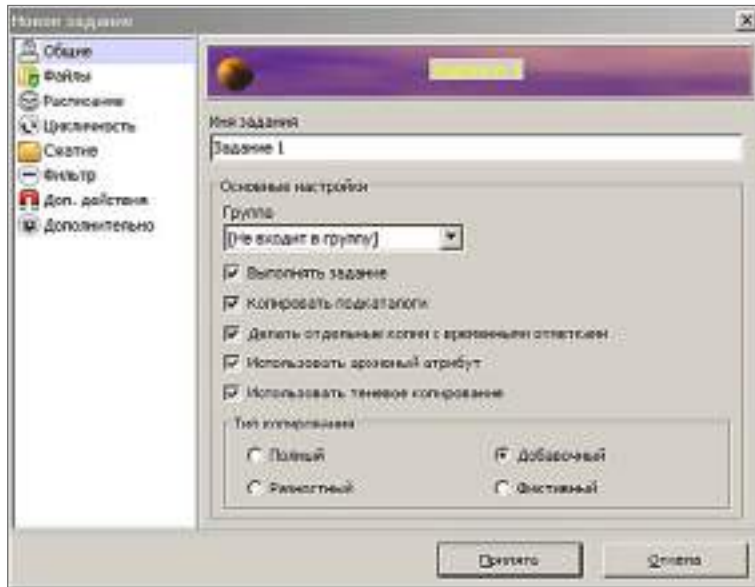 Новое задание
Общие
Файлы
Расписание
Цикличность
Сжатие
Фильтр
Доп. действия
Дополнительно
Имя задания
Задание 1
Основные настройки
Группа
[Не входит в группу]
Выполнять задание
Копировать подкаталоги
Делать отдельные копии с временными отметками
Использовать архивный атрибут
Использовать теневое копирование
Тип копирования
Полный
Добавочный
Разностный
Фиктивный
Принять
Отмена